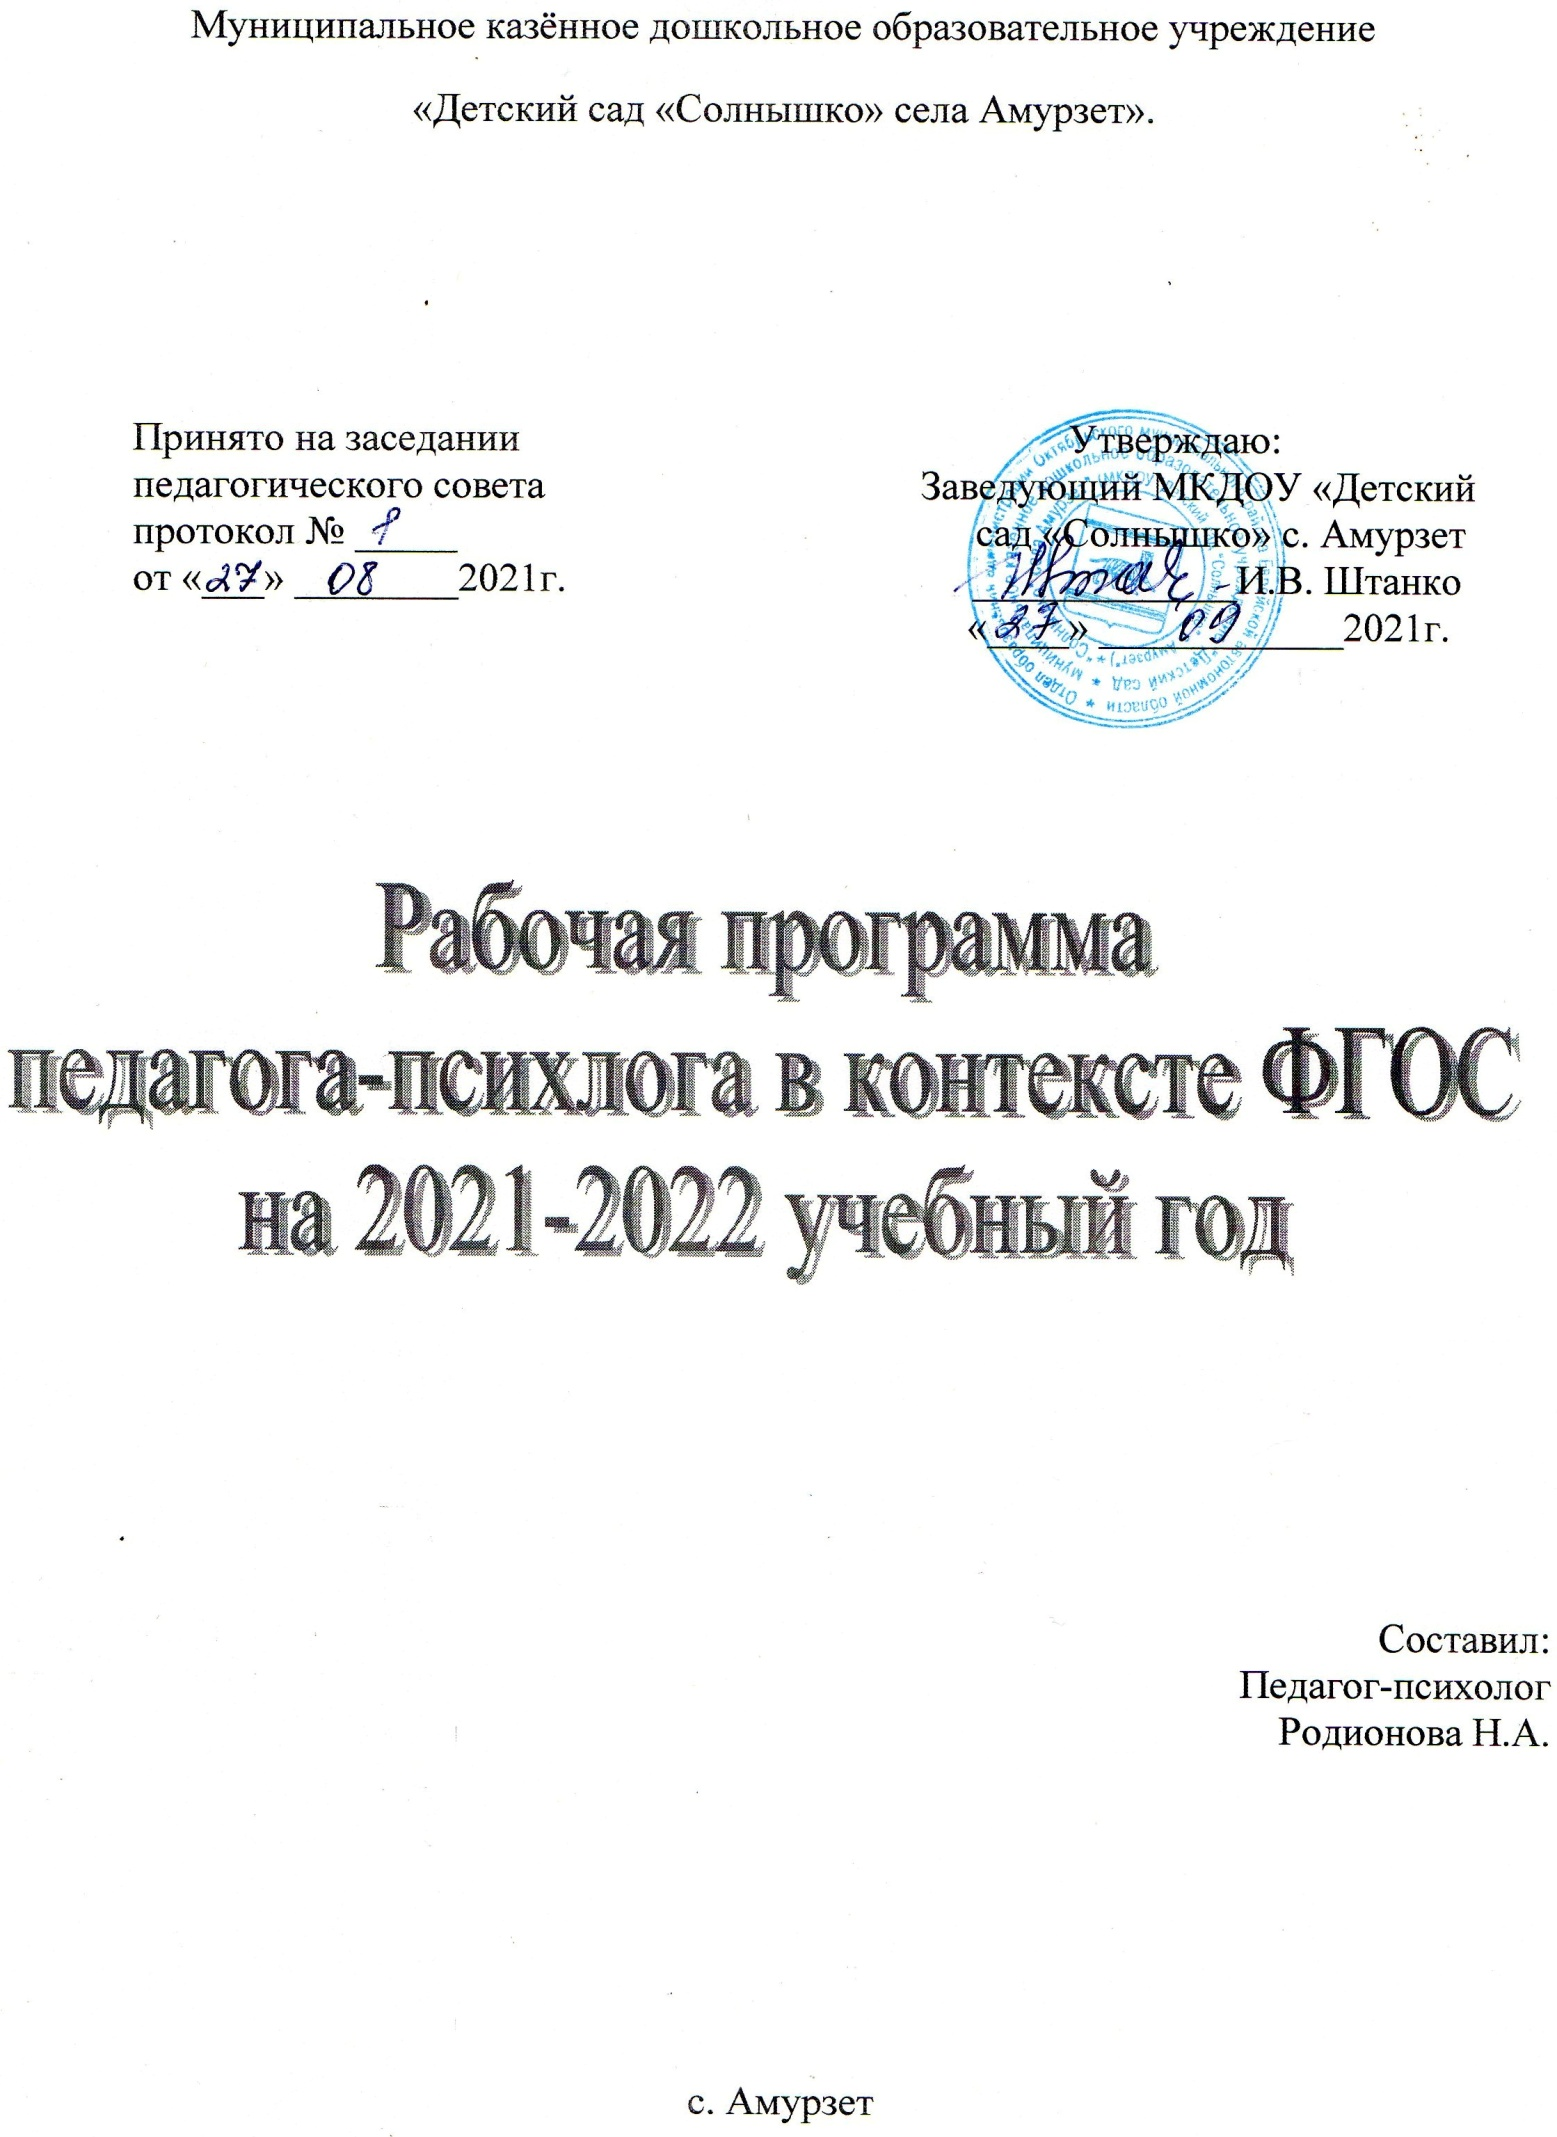 Муниципальное казённое дошкольное образовательное учреждение
«Детский сад «Солнышко» села Амурзет».
Принято на заседании
педагогического совета
протокол № 1
от «27» 08 2021г.
Утверждаю:
Заведующий МКДОУ «Детский
сад «Солнышко» с. Амурзет
И.В. Штанко
«27» 09 2021г.
Рабочая программа
педагога-психлога в контексте ФГОС
на 2021-2022 учебный год
Составил:
Педагог-психолог
Родионова Н.А.
с. Амурзет